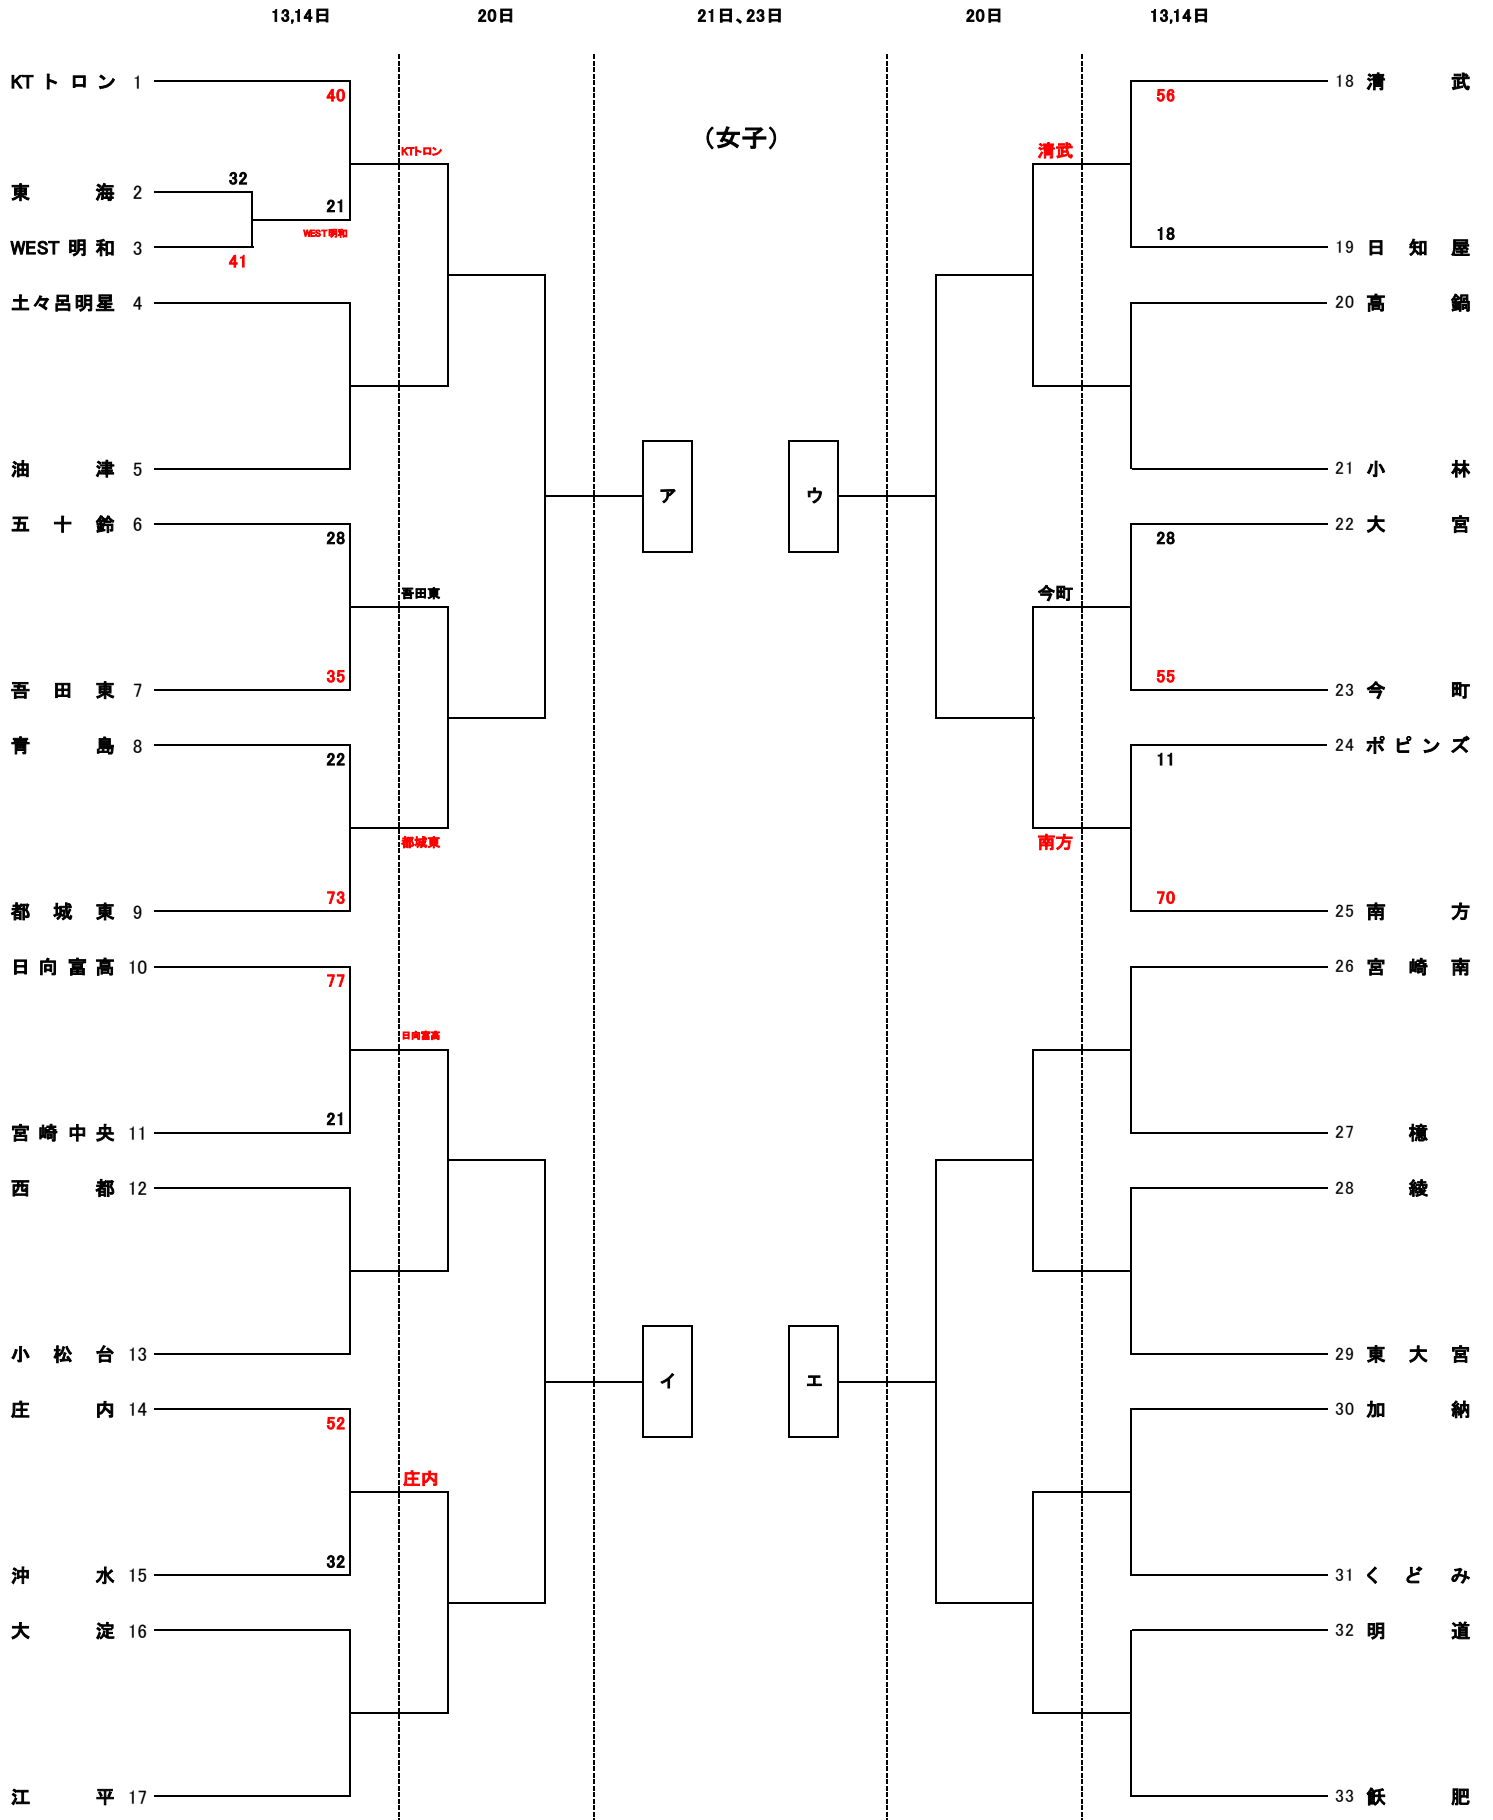 13,14日 20日 21日、23日 20日 13,14日
(女子)
KTトロン 1
40
KTトロン
東海 2
32
21
WEST明和
WEST明和 3
41
土々呂明星 4
油津 5
五十鈴 6
28
吾田東
35
吾田東 7
青島 8
22
都城東
73
都城東 9
日向富高 10
77
日向富高
21
宮崎中央 11
西都 12
小松台 13
庄内 14
52
庄内
32
沖水 15
大淀 16
江平 17
ア
イ
ウ
エ
18 清武
56
清武
18
19 日知屋
20 高鍋
21 小林
22 大宮
28
今町
55
23 今町
24 ポピンズ
11
南方
70
25 南方
26 宮崎南
27 檍
28 綾
29 東大宮
30 加納
31 くどみ
32 明道
33 飫肥